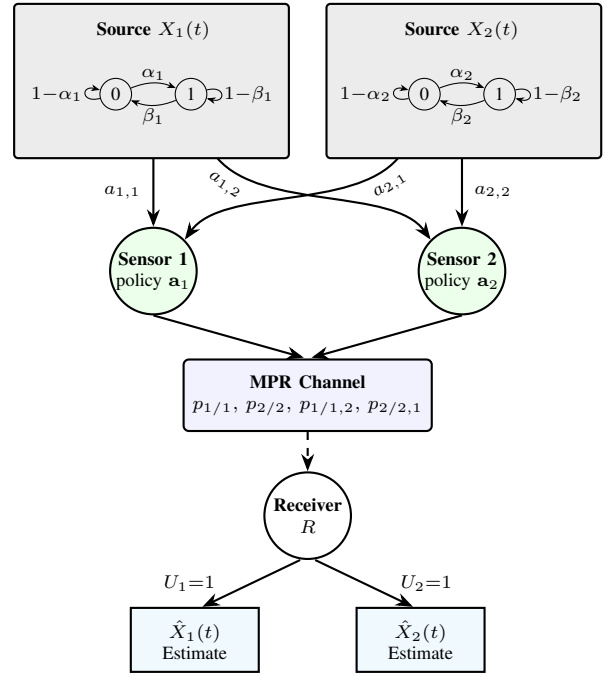 Source X₁(t)
Source X₂(t)
α₁
1−α₁ 0 1 1−β₁
β₁
α₂
1−α₂ 0 1 1−β₂
β₂
a₁,₁
a₁,₂
a₂,₁
a₂,₂
Sensor 1
policy a₁
Sensor 2
policy a₂
MPR Channel
p₁/₁, p₂/₂, p₁/₁,₂, p₂/₂,₁
Receiver
R
U₁=1
U₂=1
X̂₁(t)
Estimate
X̂₂(t)
Estimate